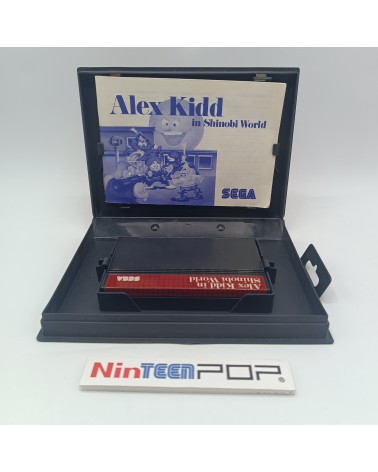 Alex Kidd
in Shinobi World
SEGA
SEGA
Alex Kidd in
Shinobi World
NinTEENPOP®